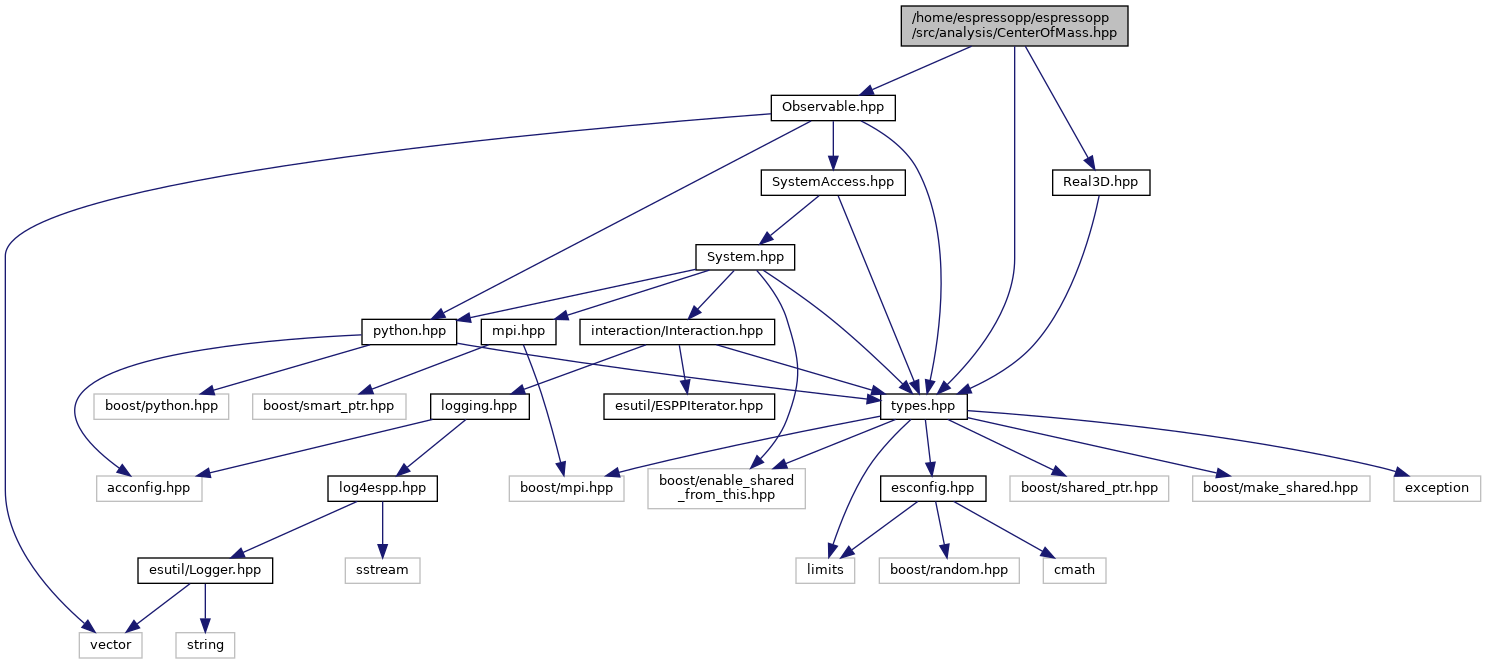 /home/espressopp/espressopp
/src/analysis/CenterOfMass.hpp
Observable.hpp
SystemAccess.hpp
Real3D.hpp
System.hpp
python.hpp
mpi.hpp
interaction/Interaction.hpp
boost/python.hpp
boost/smart_ptr.hpp
logging.hpp
esutil/ESPPIterator.hpp
types.hpp
acconfig.hpp
log4espp.hpp
boost/mpi.hpp
boost/enable_shared
_from_this.hpp
esconfig.hpp
boost/shared_ptr.hpp
boost/make_shared.hpp
exception
esutil/Logger.hpp
sstream
limits
boost/random.hpp
cmath
vector
string